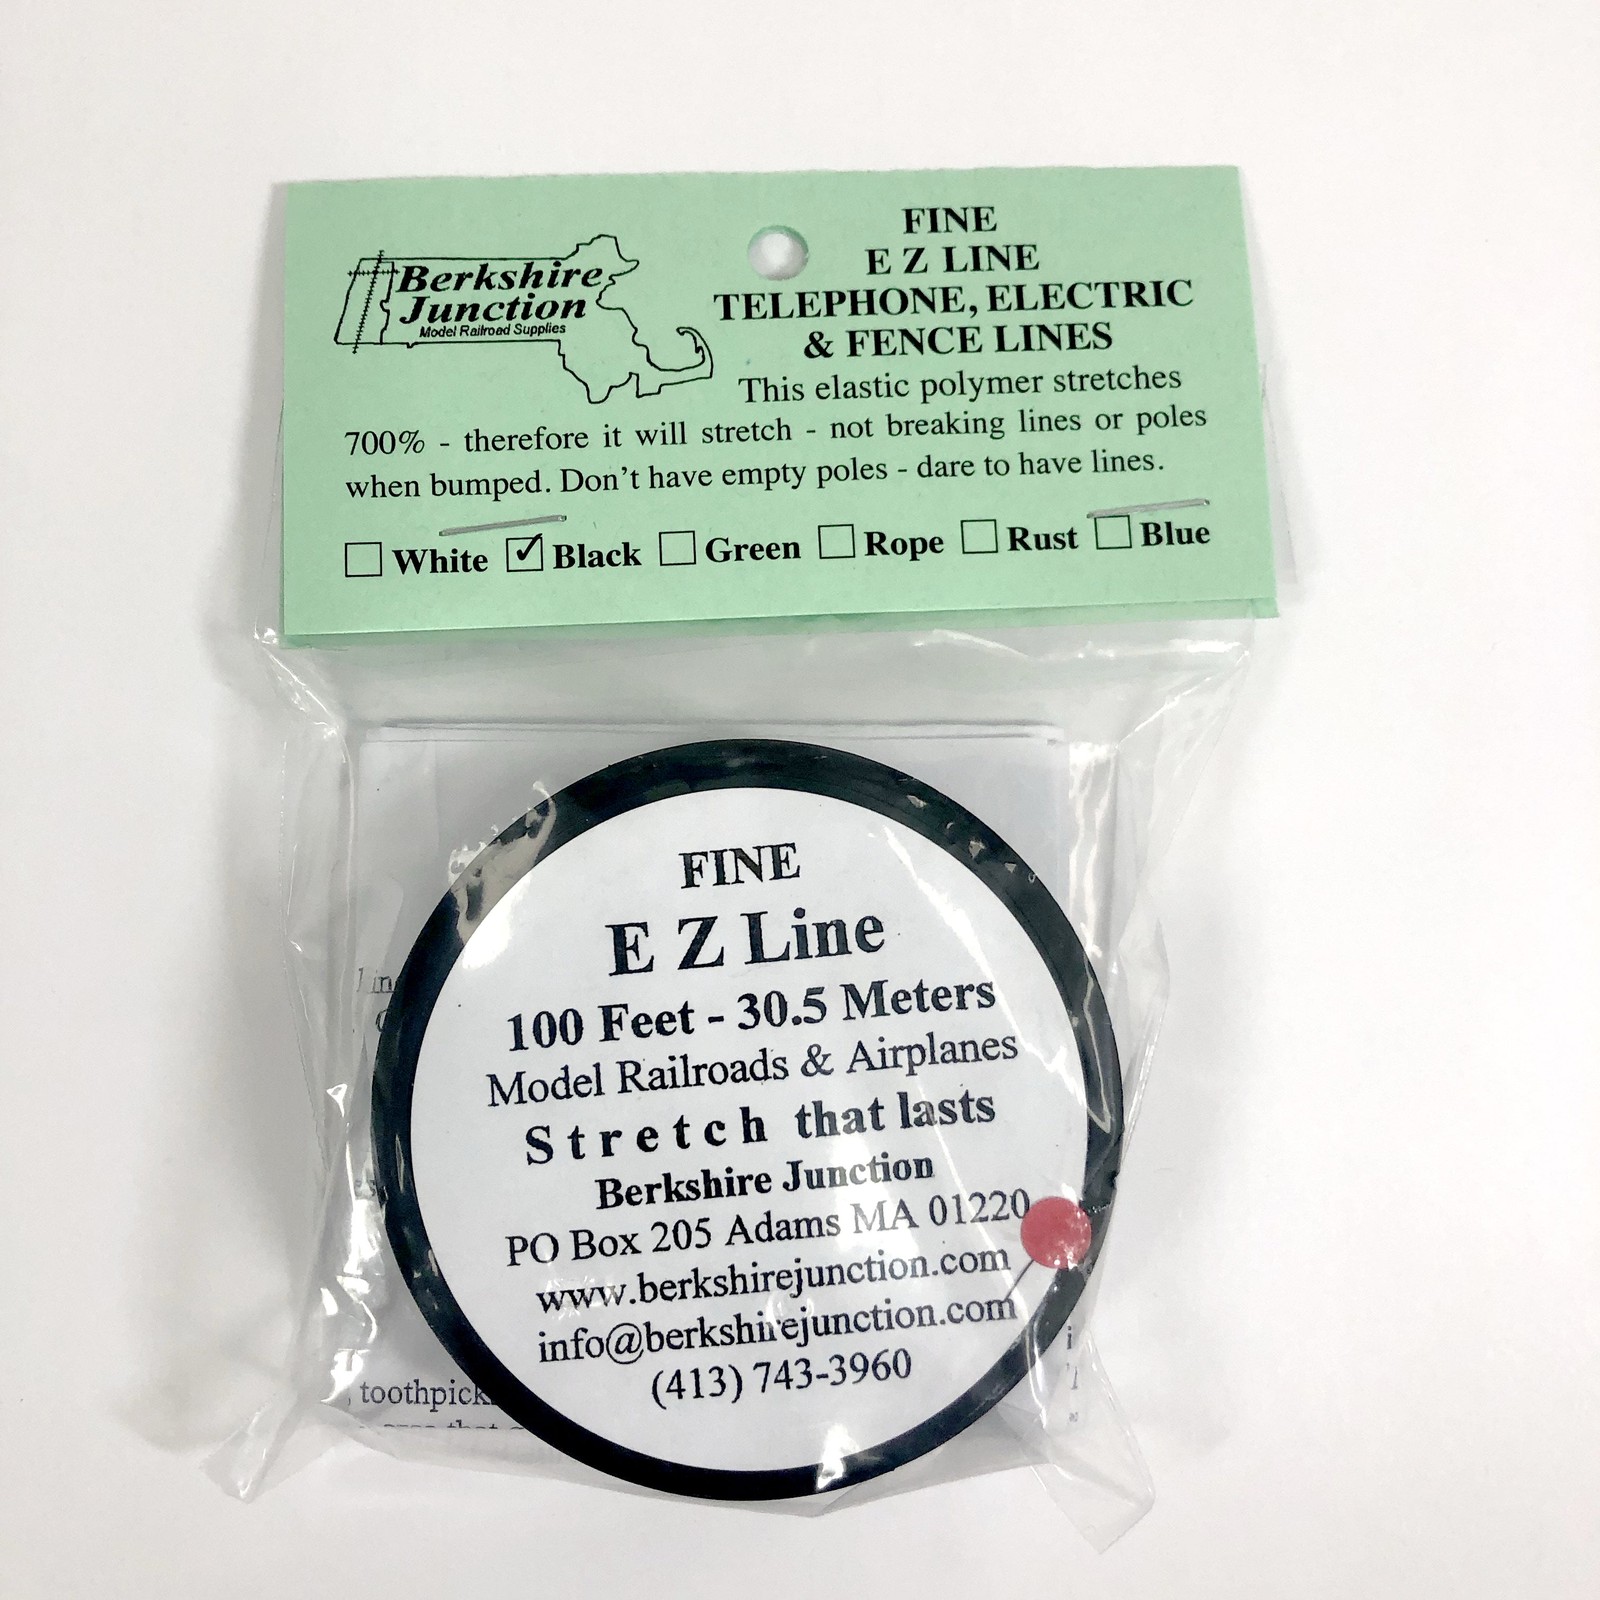 Berkshire
Junction
Model Railroad Supplies
FINE
E Z LINE
TELEPHONE, ELECTRIC
& FENCE LINES
This elastic polymer stretches
700% - therefore it will stretch - not breaking lines or poles
when bumped. Don't have empty poles - dare to have lines.
White ✓ Black Green Rope Rust Blue
FINE
E Z Line
100 Feet - 30.5 Meters
Model Railroads & Airplanes
Stretch that lasts
Berkshire Junction
PO Box 205 Adams MA 01220
www.berkshirejunction.com
info@berkshirejunction.com
(413) 743-3960